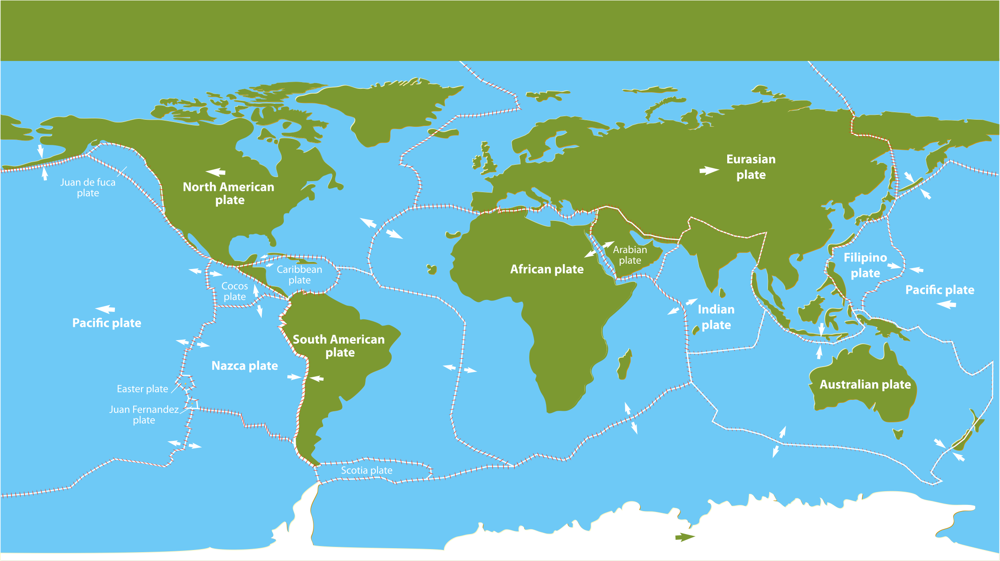 Eurasian
plate
Juan de fuca
plate
North American
plate
Arabian
plate
African plate
Filipino
plate
Caribbean
plate
Cocos
plate
Pacific plate
Indian
plate
Pacific plate
South American
plate
Nazca plate
Australian plate
Easter plate
Juan Fernandez
plate
Scotia plate